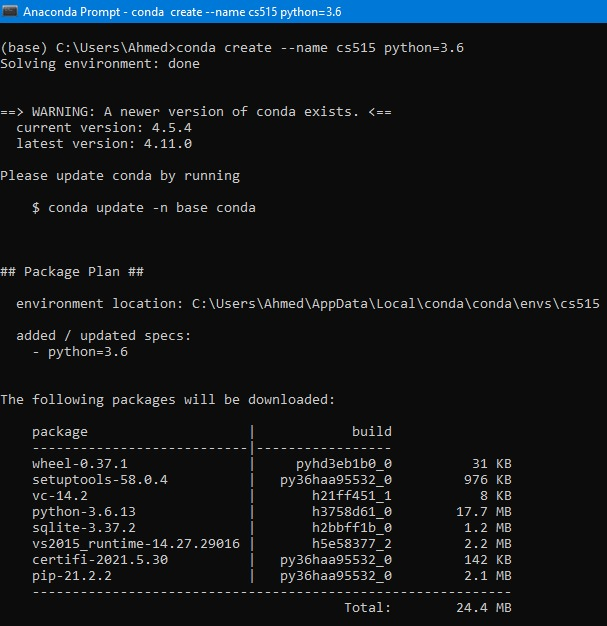 Anaconda Prompt - conda  create --name cs515 python=3.6
(base) C:\Users\Ahmed>conda create --name cs515 python=3.6
Solving environment: done
==> WARNING: A newer version of conda exists. <==
  current version: 4.5.4
  latest version: 4.11.0
Please update conda by running
    $ conda update -n base conda
## Package Plan ##
  environment location: C:\Users\Ahmed\AppData\Local\conda\conda\envs\cs515
  added / updated specs:
    - python=3.6
The following packages will be downloaded:
    package                    |            build
    ---------------------------|-----------------
    wheel-0.37.1               |     pyhd3eb1b0_0          31 KB
    setuptools-58.0.4          |   py36haa95532_0         976 KB
    vc-14.2                    |       h21ff451_1           8 KB
    python-3.6.13              |       h3758d61_0        17.7 MB
    sqlite-3.37.2              |       h2bbff1b_0         1.2 MB
    vs2015_runtime-14.27.29016 |       h5e58377_2         2.2 MB
    certifi-2021.5.30          |   py36haa95532_0         142 KB
    pip-21.2.2                 |   py36haa95532_0         2.1 MB
    ------------------------------------------------------------
                                           Total:        24.4 MB